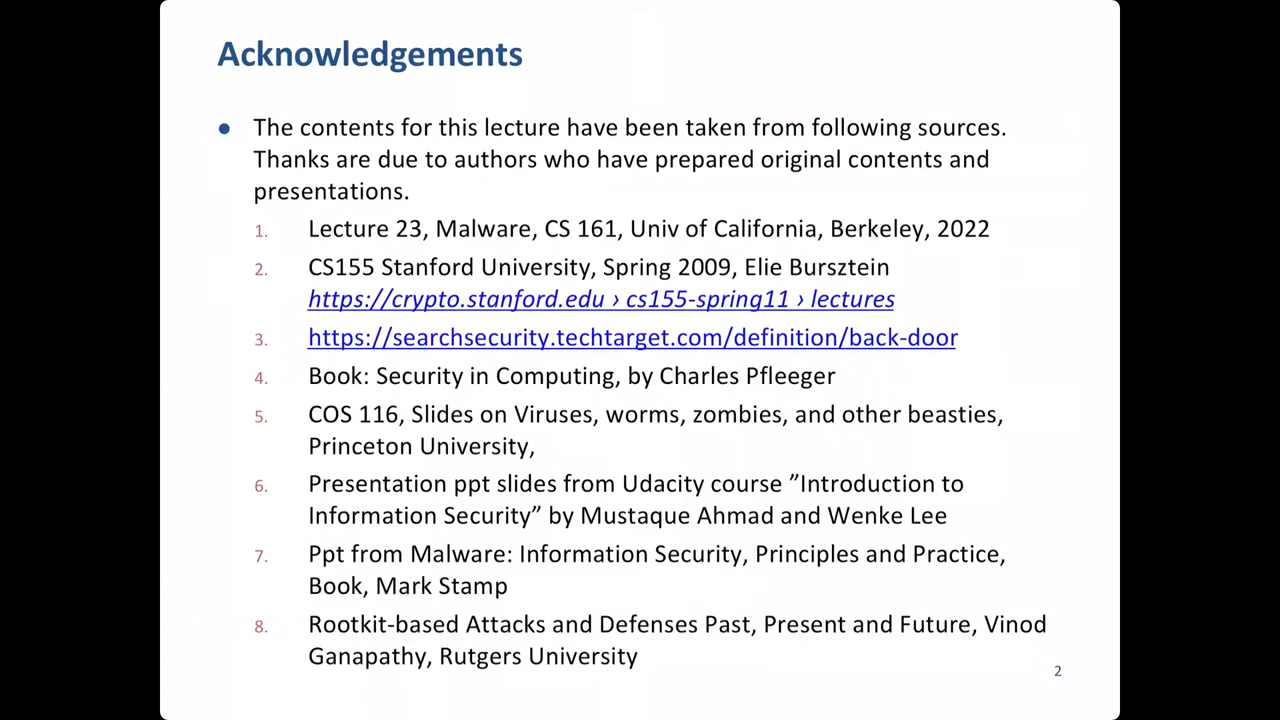 Acknowledgements
● The contents for this lecture have been taken from following sources.
Thanks are due to authors who have prepared original contents and
presentations.
1. Lecture 23, Malware, CS 161, Univ of California, Berkeley, 2022
2. CS155 Stanford University, Spring 2009, Elie Bursztein
https://crypto.stanford.edu › cs155-spring11 › lectures
3. https://searchsecurity.techtarget.com/definition/back-door
4. Book: Security in Computing, by Charles Pfleeger
5. COS 116, Slides on Viruses, worms, zombies, and other beasties,
Princeton University,
6. Presentation ppt slides from Udacity course ”Introduction to
Information Security” by Mustaque Ahmad and Wenke Lee
7. Ppt from Malware: Information Security, Principles and Practice,
Book, Mark Stamp
8. Rootkit-based Attacks and Defenses Past, Present and Future, Vinod
Ganapathy, Rutgers University
2